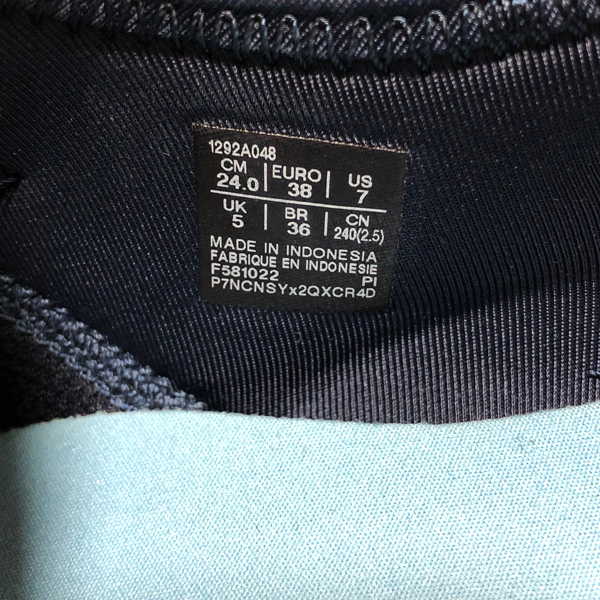 1292A048
CM EURO US
24.0 38 7
UK BR CN
5 36 240(2.5)
MADE IN INDONESIA
FABRIQUE EN INDONESIE
F581022 PI
P7NCNSYx2QXCR4D